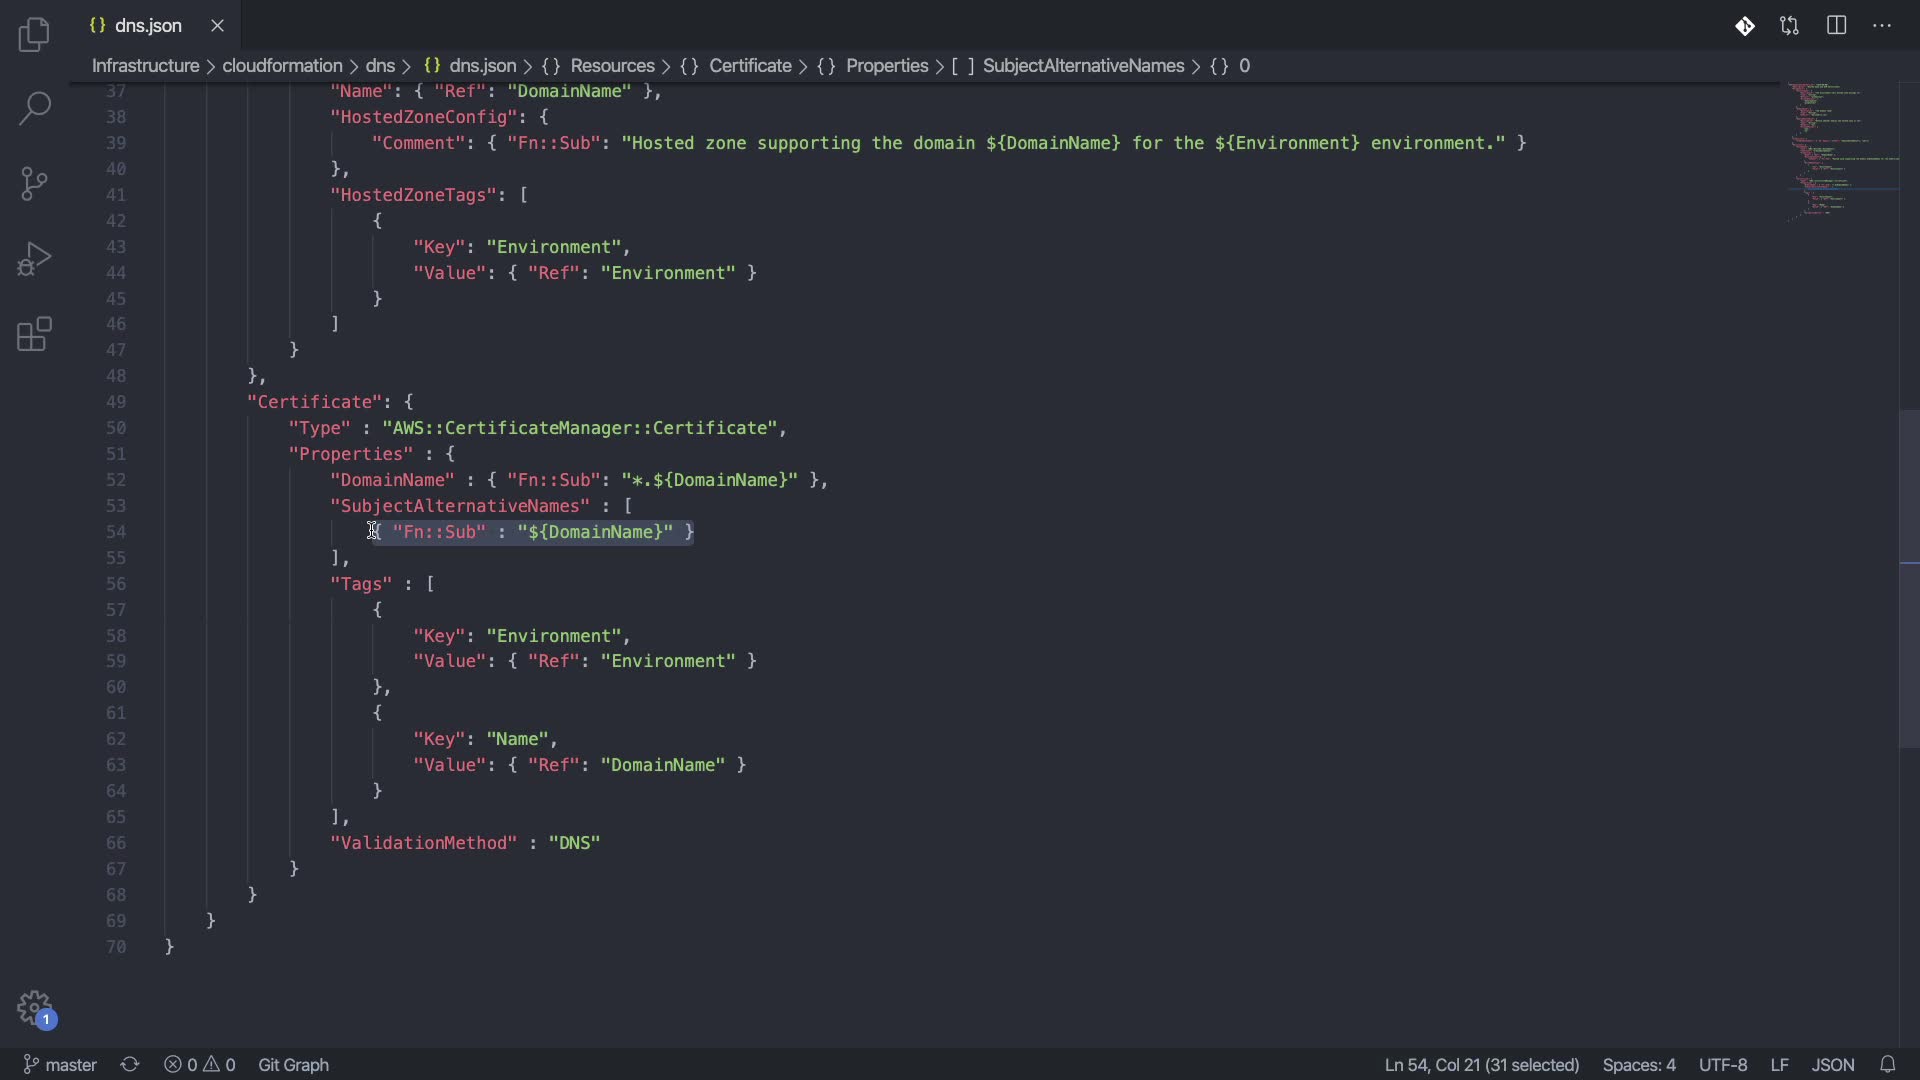 {} dns.json ×
Infrastructure > cloudformation > dns > {} dns.json > {} Resources > {} Certificate > {} Properties > [ ] SubjectAlternativeNames > {} 0
37 "Name": { "Ref": "DomainName" },
38 "HostedZoneConfig": {
39 "Comment": { "Fn::Sub": "Hosted zone supporting the domain ${DomainName} for the ${Environment} environment." }
40 },
41 "HostedZoneTags": [
42 {
43 "Key": "Environment",
44 "Value": { "Ref": "Environment" }
45 }
46 ]
47 }
48 },
49 "Certificate": {
50 "Type" : "AWS::CertificateManager::Certificate",
51 "Properties" : {
52 "DomainName" : { "Fn::Sub": "*.${DomainName}" },
53 "SubjectAlternativeNames" : [
54 { "Fn::Sub" : "${DomainName}" }
55 ],
56 "Tags" : [
57 {
58 "Key": "Environment",
59 "Value": { "Ref": "Environment" }
60 },
61 {
62 "Key": "Name",
63 "Value": { "Ref": "DomainName" }
64 }
65 ],
66 "ValidationMethod" : "DNS"
67 }
68 }
69 }
70 }
1
master 0 0 Git Graph Ln 54, Col 21 (31 selected) Spaces: 4 UTF-8 LF JSON